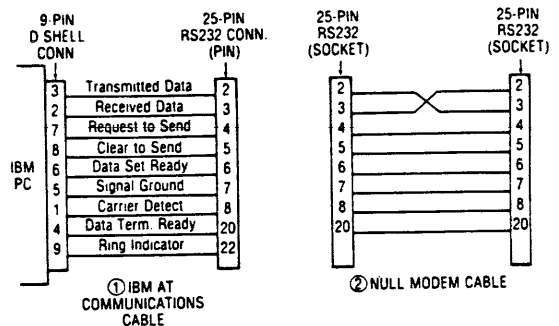 9-PIN
D SHELL
CONN
25-PIN
RS232 CONN.
(PIN)
3 Transmitted Data 2
2 Received Data 3
7 Request to Send 4
8 Clear to Send 5
6 Data Set Ready 6
5 Signal Ground 7
1 Carrier Detect 8
4 Data Term. Ready 20
9 Ring Indicator 22
IBM
PC
① IBM AT
COMMUNICATIONS
CABLE
25-PIN
RS232
(SOCKET)
25-PIN
RS232
(SOCKET)
2 2
3 3
4 4
5 5
6 6
7 7
8 8
20 20
② NULL MODEM CABLE